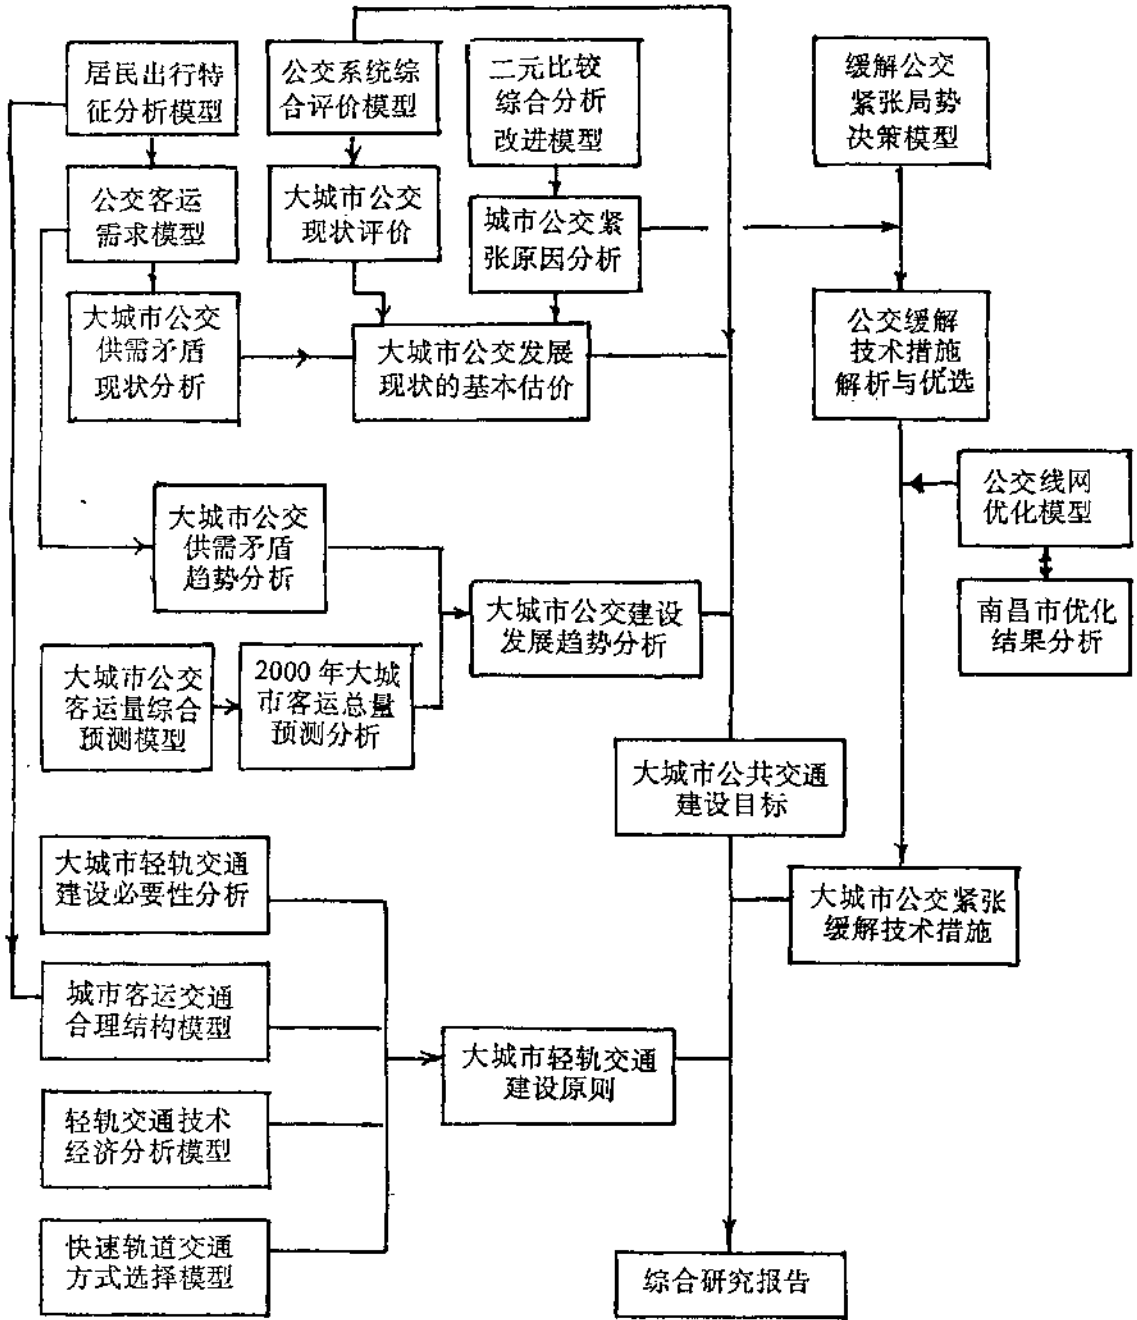 居民出行特
征分析模型
公交系统综
合评价模型
二元比较
综合分析
改进模型
缓解公交
紧张局势
决策模型
公交客运
需求模型
大城市公交
现状评价
城市公交紧
张原因分析
大城市公交
供需矛盾
现状分析
大城市公交发展
现状的基本估价
公交缓解
技术措施
解析与优选
大城市公交
供需矛盾
趋势分析
公交线网
优化模型
大城市公交建设
发展趋势分析
南昌市优化
结果分析
大城市公交
客运量综合
预测模型
2000年大城
市客运总量
预测分析
大城市公共交通
建设目标
大城市轻轨交通
建设必要性分析
大城市公交紧张
缓解技术措施
城市客运交通
合理结构模型
大城市轻轨交通
建设原则
轻轨交通技术
经济分析模型
快速轨道交通
方式选择模型
综合研究报告